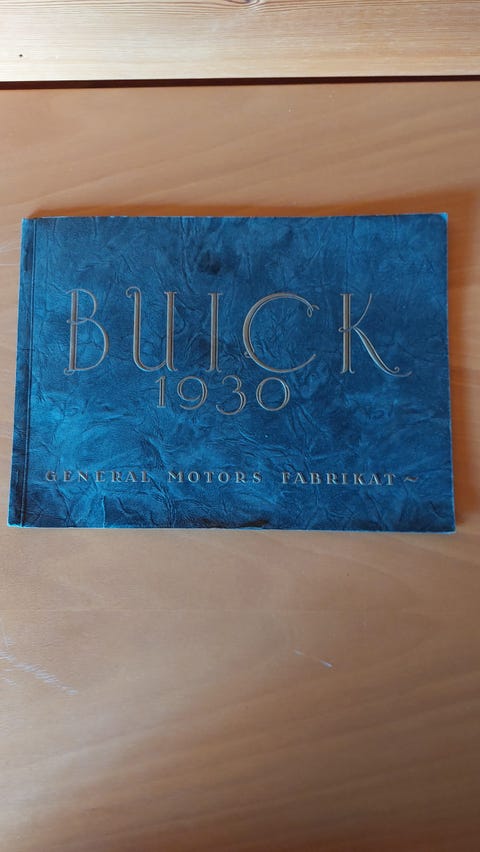 BUICK
1930
GENERAL MOTORS FABRIKAT~